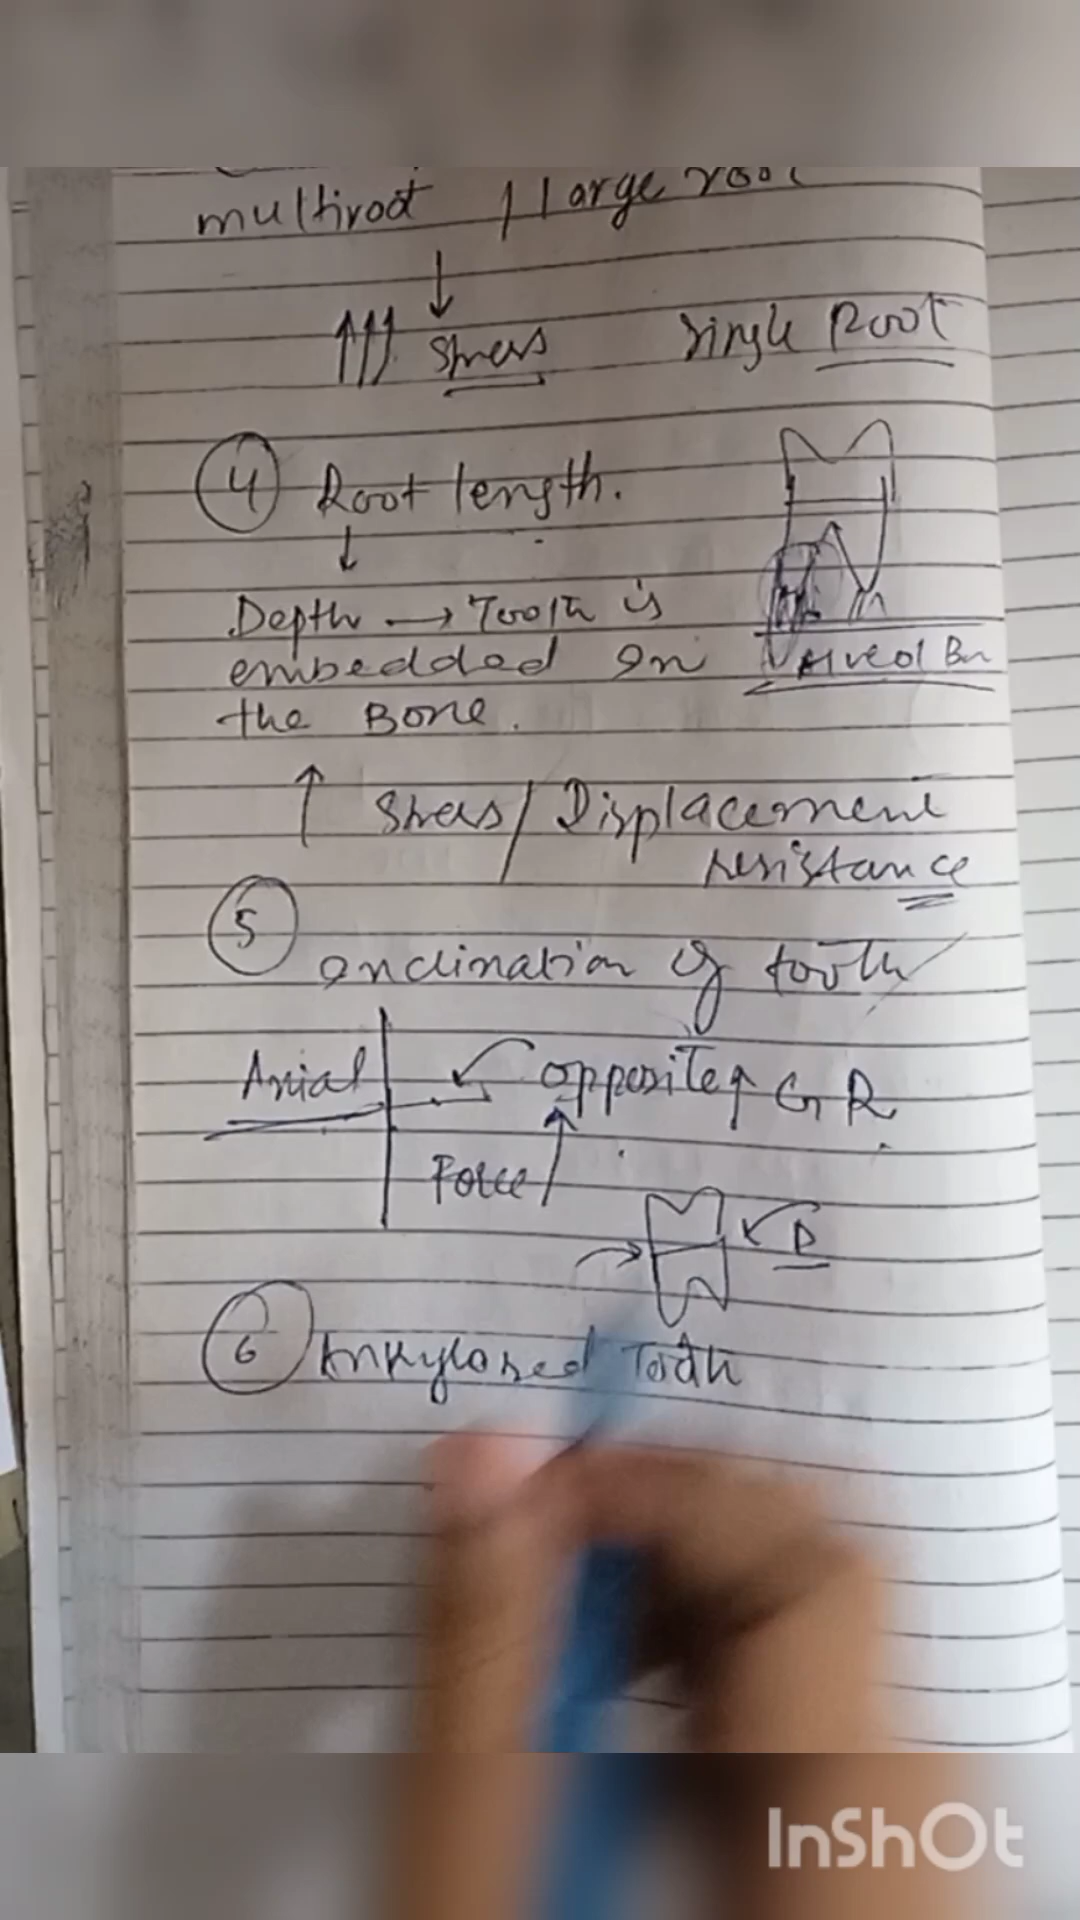 multiroot / large root
↓
↑↑↑ stress single Root
④ Root length.
↓
Depth → Tooth is
embedded in Alveol Bn
the Bone.
↑ Stress / Displacement
resistance
⑤
inclination of tooth
Axial opposite, G R
Force
R
⑥ Ankylosed Tooth
InShOt